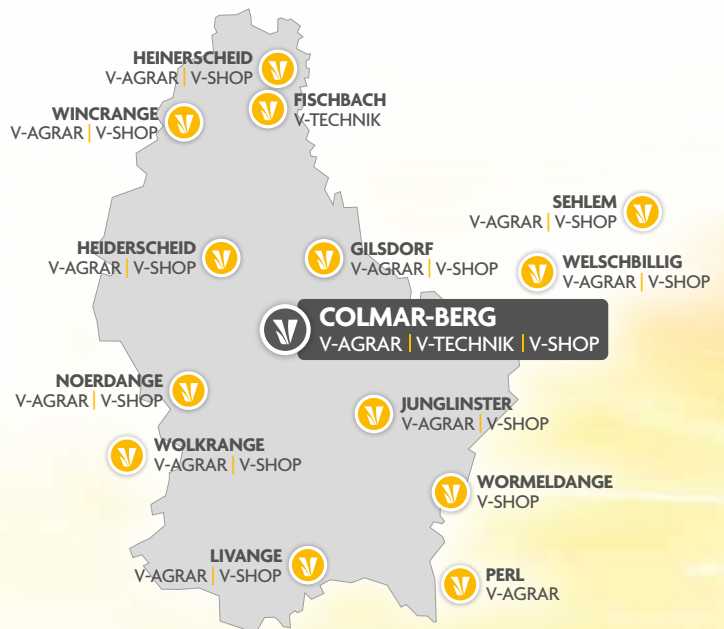 HEINERSCHEID
V-AGRAR | V-SHOP
FISCHBACH
V-TECHNIK
WINCRANGE
V-AGRAR | V-SHOP
SEHLEM
V-AGRAR | V-SHOP
HEIDERSCHEID
V-AGRAR | V-SHOP
GILSDORF
V-AGRAR | V-SHOP
WELSCHBILLIG
V-AGRAR | V-SHOP
COLMAR-BERG
V-AGRAR | V-TECHNIK | V-SHOP
NOERDANGE
V-AGRAR | V-SHOP
JUNGLINSTER
V-AGRAR | V-SHOP
WOLKRANGE
V-AGRAR | V-SHOP
WORMELDANGE
V-SHOP
LIVANGE
V-AGRAR | V-SHOP
PERL
V-AGRAR